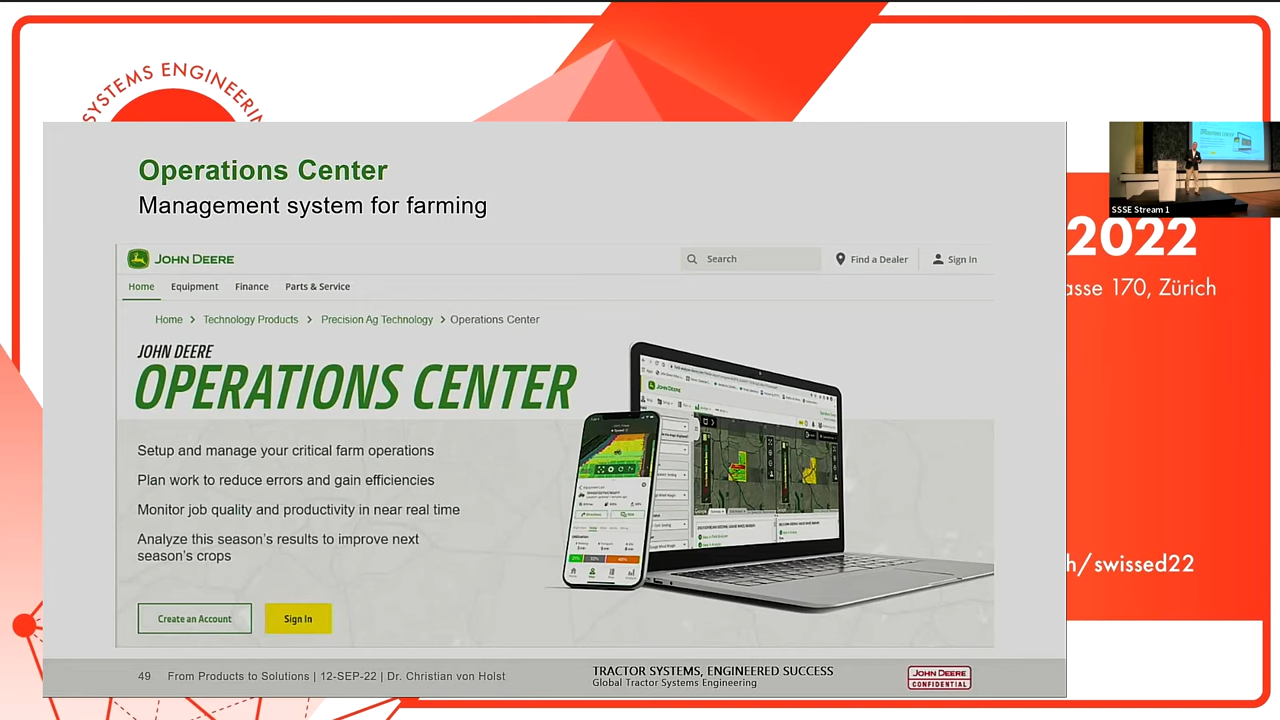 SYSTEMS ENGINEERIN
Operations Center
Management system for farming
JOHN DEERE
Search
Find a Dealer
Sign In
Home
Equipment
Finance
Parts & Service
Home > Technology Products > Precision Ag Technology > Operations Center
JOHN DEERE
OPERATIONS CENTER
Setup and manage your critical farm operations
Plan work to reduce errors and gain efficiencies
Monitor job quality and productivity in near real time
Analyze this season's results to improve next
season's crops
Create an Account
Sign In
49 From Product to Solutions | 12-SEP-22 | Dr. Christian von Holst
TRACTOR SYSTEMS, ENGINEERED SUCCESS
Global Tractor Systems Engineering
JOHN DEERE
CONFIDENTIAL
SSSE Stream 1
2022
asse 170, Zürich
h/swissed22